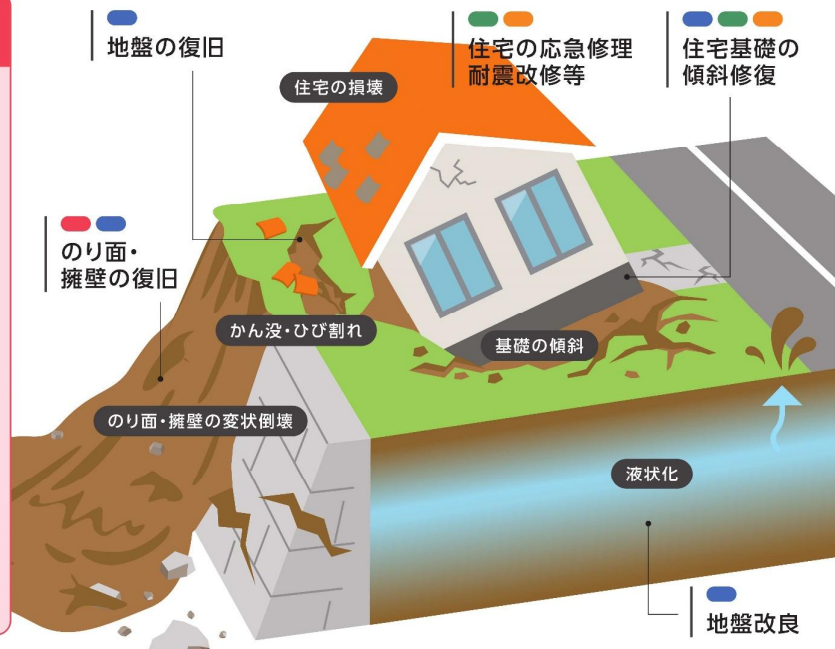 地盤の復旧
住宅の応急修理
耐震改修等
住宅基礎の
傾斜修復
住宅の損壊
のり面・
擁壁の復旧
かん没・ひび割れ
基礎の傾斜
のり面・擁壁の変状倒壊
液状化
地盤改良